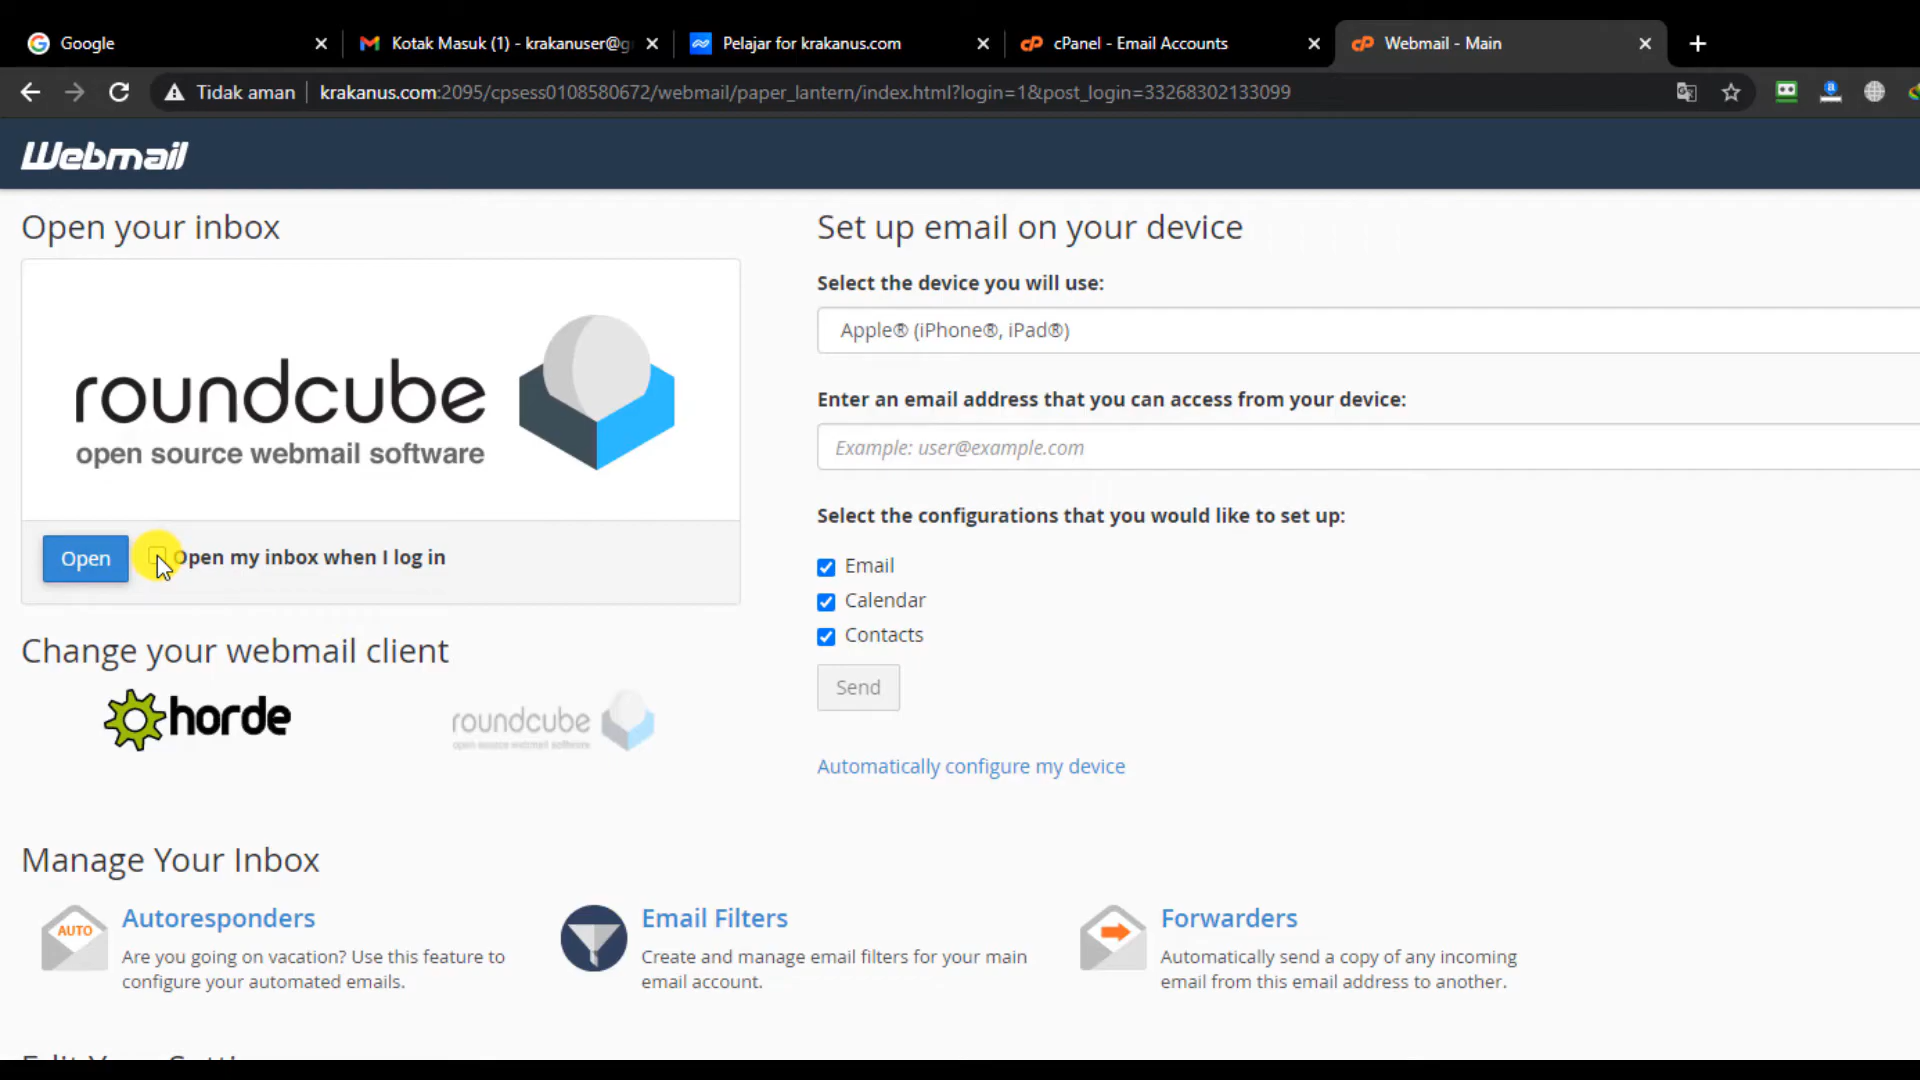 Google
Kotak Masuk (1) - krakanuser@g
Pelajar for krakanus.com
cPanel - Email Accounts
Webmail - Main
Tidak aman
krakanus.com:2095/cpsess0108580672/webmail/paper_lantern/index.html?login=1&post_login=33268302133099
Webmail
Open your inbox
roundcube
open source webmail software
Open
Open my inbox when I log in
Change your webmail client
horde
roundcube
open source webmail software
Set up email on your device
Select the device you will use:
Apple® (iPhone®, iPad®)
Enter an email address that you can access from your device:
Example: user@example.com
Select the configurations that you would like to set up:
Email
Calendar
Contacts
Send
Automatically configure my device
Manage Your Inbox
AUTO
Autoresponders
Are you going on vacation? Use this feature to
configure your automated emails.
Email Filters
Create and manage email filters for your main
email account.
Forwarders
Automatically send a copy of any incoming
email from this email address to another.